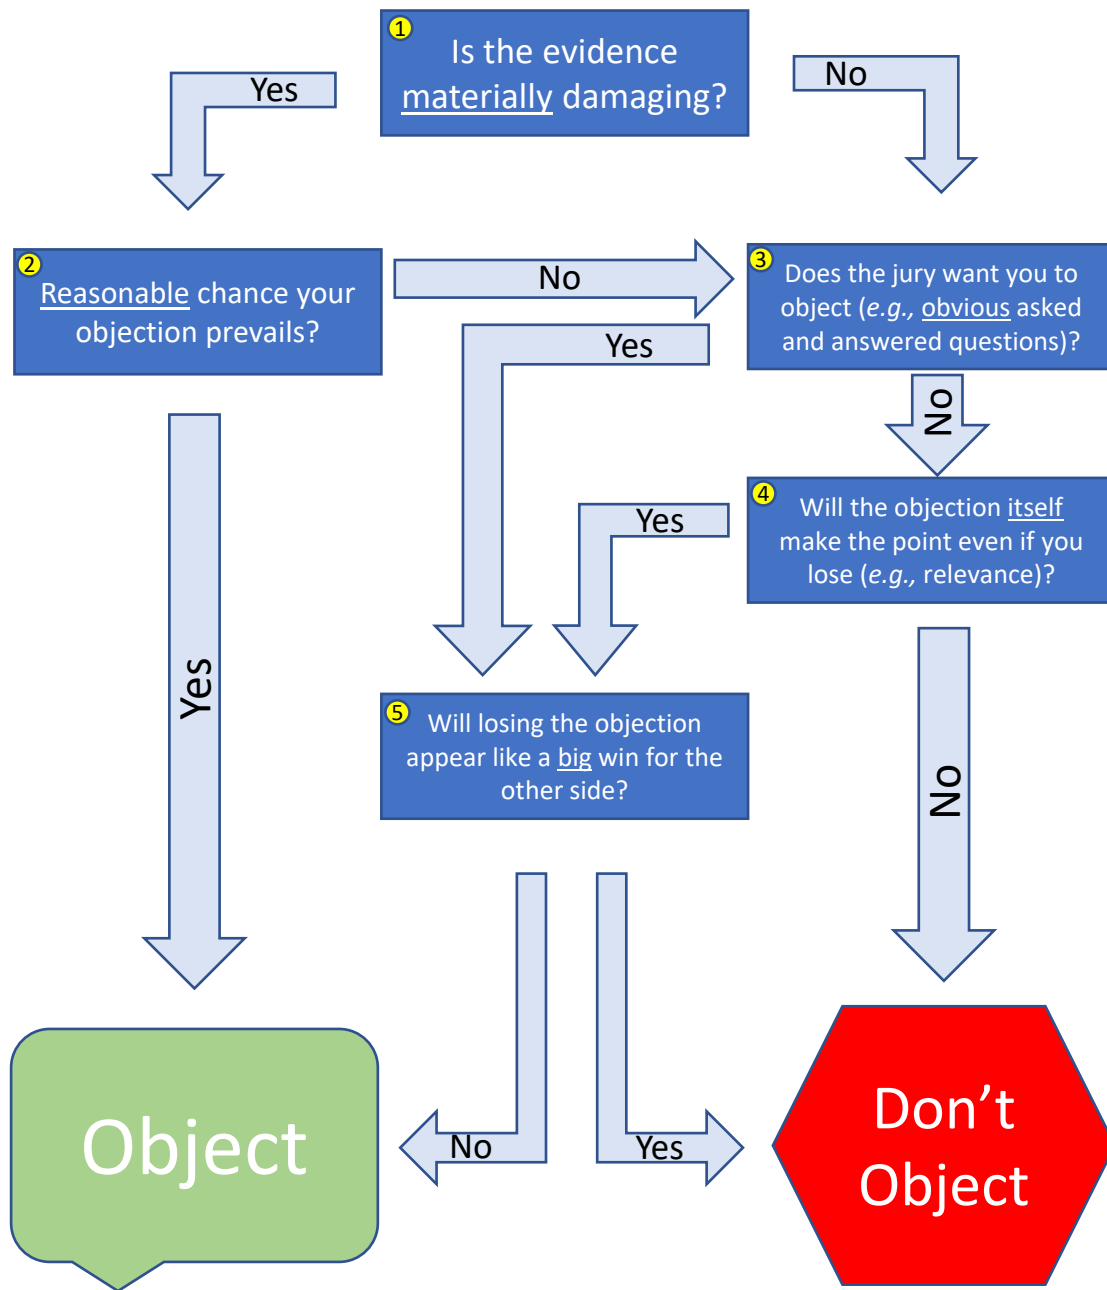 1
Is the evidence
materially damaging?
Yes
No
2
Reasonable chance your
objection prevails?
No
3
Does the jury want you to
object (e.g., obvious asked
and answered questions)?
Yes
No
4
Will the objection itself
make the point even if you
lose (e.g., relevance)?
Yes
Yes
5
Will losing the objection
appear like a big win for the
other side?
No
No
Yes
Object
Don’t
Object